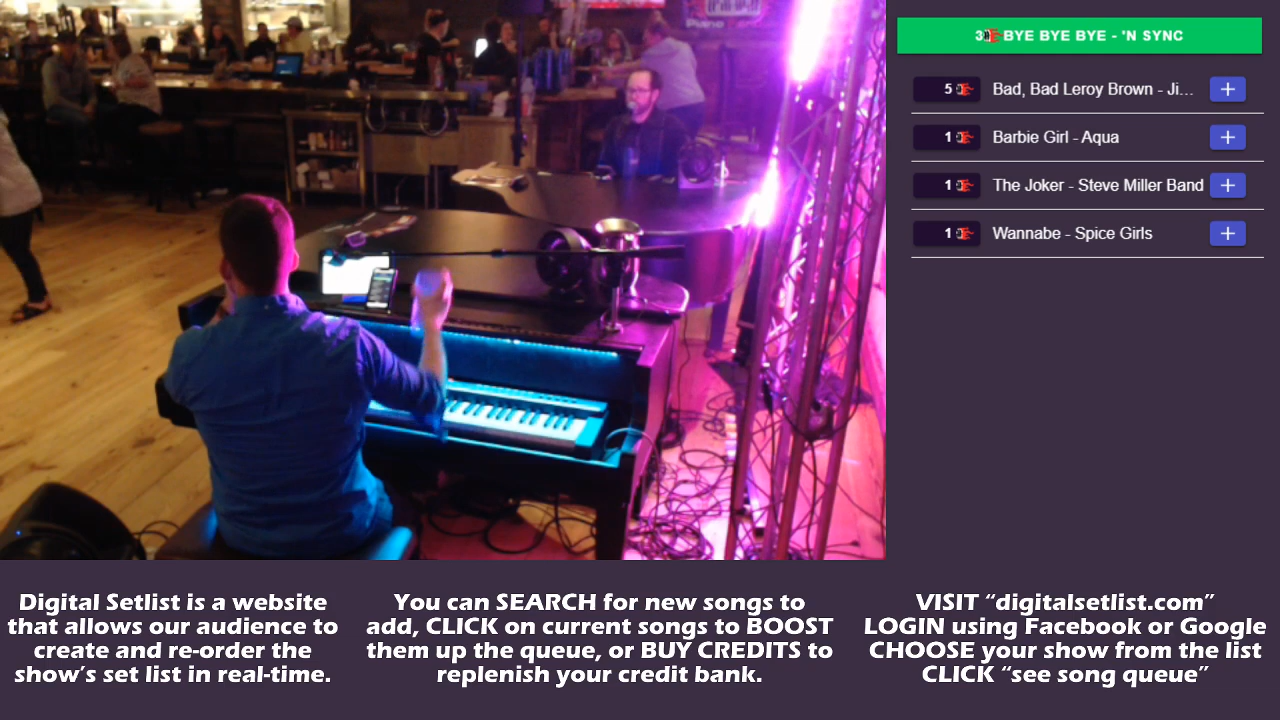 Piano
3 BYE BYE BYE - 'N SYNC
5 Bad, Bad Leroy Brown - Ji...
1 Barbie Girl - Aqua
1 The Joker - Steve Miller Band
1 Wannabe - Spice Girls
Digital Setlist is a website
that allows our audience to
create and re-order the
show's set list in real-time.
You can SEARCH for new songs to
add, CLICK on current songs to BOOST
them up the queue, or BUY CREDITS to
replenish your credit bank.
VISIT “digitalsetlist.com”
LOGIN using Facebook or Google
CHOOSE your show from the list
CLICK “see song queue”